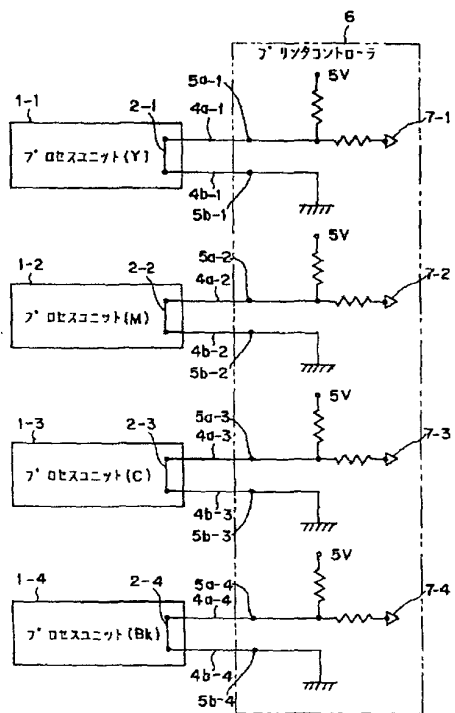 6
プリンタコントローラ
5V
1-1
2-1
5a-1
4a-1
7-1
プロセスユニット(Y)
4b-1
5b-1
5V
1-2
2-2
5a-2
4a-2
7-2
プロセスユニット(M)
4b-2
5b-2
5V
1-3
2-3
5a-3
4a-3
7-3
プロセスユニット(C)
4b-3
5b-3
5V
1-4
2-4
5a-4
4a-4
7-4
プロセスユニット(Bk)
4b-4
5b-4